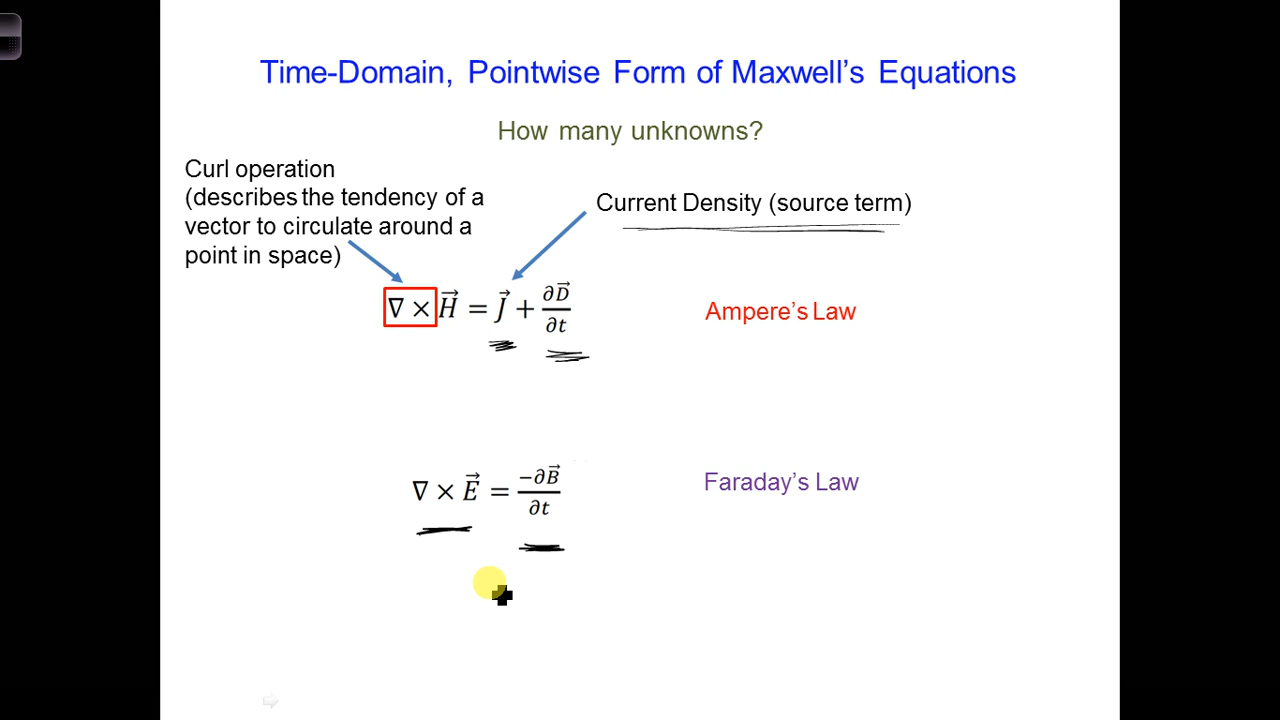 Time-Domain, Pointwise Form of Maxwell's Equations
How many unknowns?
Curl operation
(describes the tendency of a
vector to circulate around a
point in space)
Current Density (source term)
∇ × H⃗ = J⃗ + ∂D⃗/∂t
Ampere's Law
∇ × E⃗ = −∂B⃗/∂t
Faraday's Law